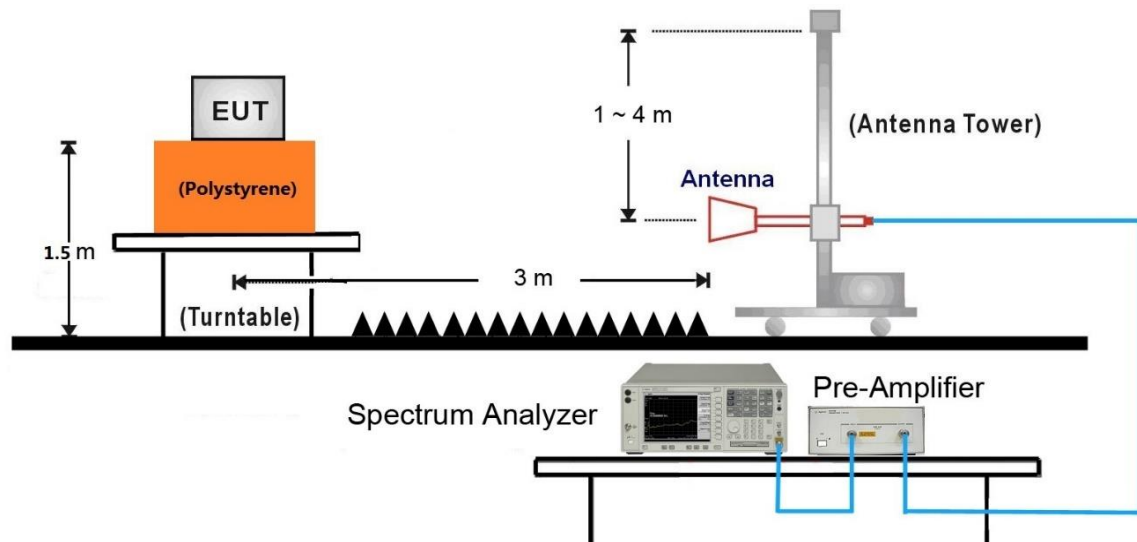 EUT
1 ~ 4 m
(Antenna Tower)
Antenna
(Polystyrene)
1.5 m
3 m
(Turntable)
Spectrum Analyzer
Pre-Amplifier